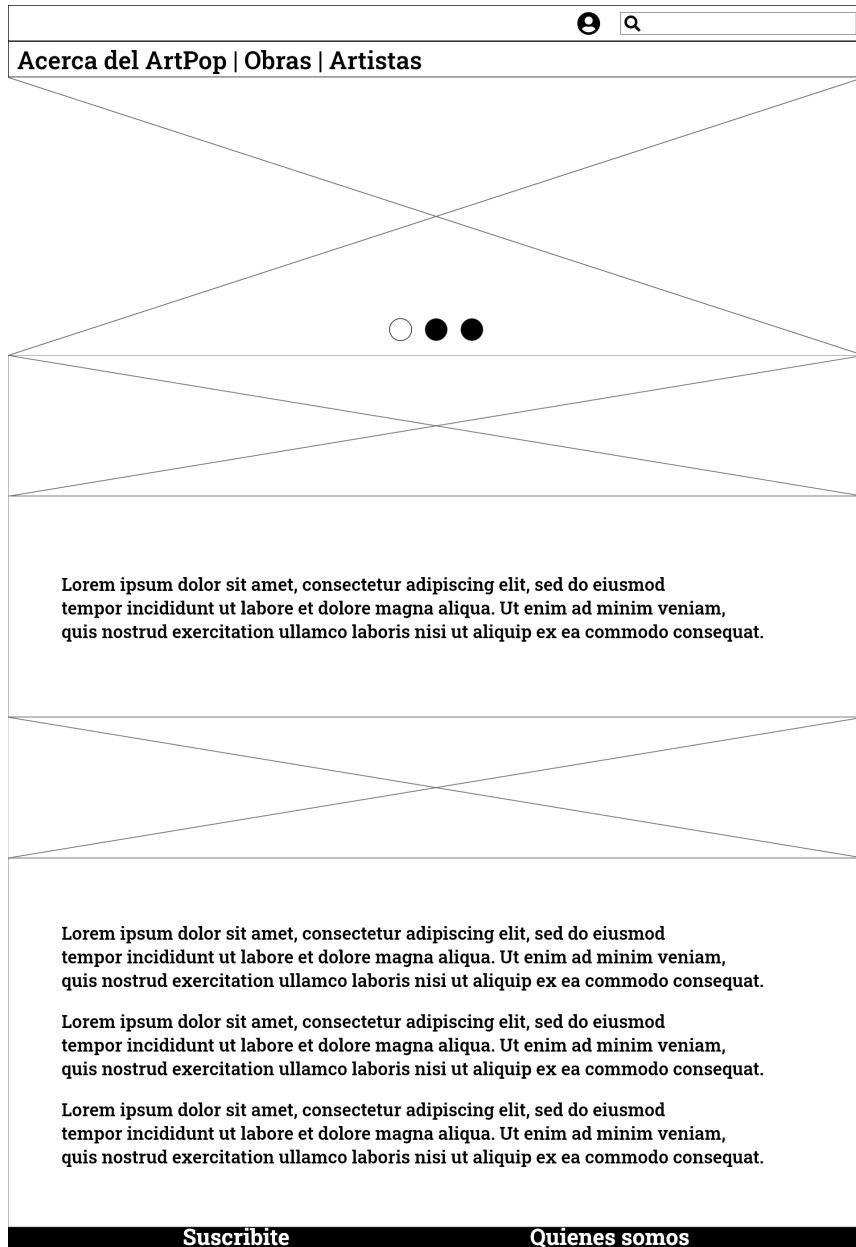 Acerca del ArtPop | Obras | Artistas
Lorem ipsum dolor sit amet, consectetur adipiscing elit, sed do eiusmod
tempor incididunt ut labore et dolore magna aliqua. Ut enim ad minim veniam,
quis nostrud exercitation ullamco laboris nisi ut aliquip ex ea commodo consequat.
Lorem ipsum dolor sit amet, consectetur adipiscing elit, sed do eiusmod
tempor incididunt ut labore et dolore magna aliqua. Ut enim ad minim veniam,
quis nostrud exercitation ullamco laboris nisi ut aliquip ex ea commodo consequat.
Lorem ipsum dolor sit amet, consectetur adipiscing elit, sed do eiusmod
tempor incididunt ut labore et dolore magna aliqua. Ut enim ad minim veniam,
quis nostrud exercitation ullamco laboris nisi ut aliquip ex ea commodo consequat.
Lorem ipsum dolor sit amet, consectetur adipiscing elit, sed do eiusmod
tempor incididunt ut labore et dolore magna aliqua. Ut enim ad minim veniam,
quis nostrud exercitation ullamco laboris nisi ut aliquip ex ea commodo consequat.
Suscribite Quienes somos